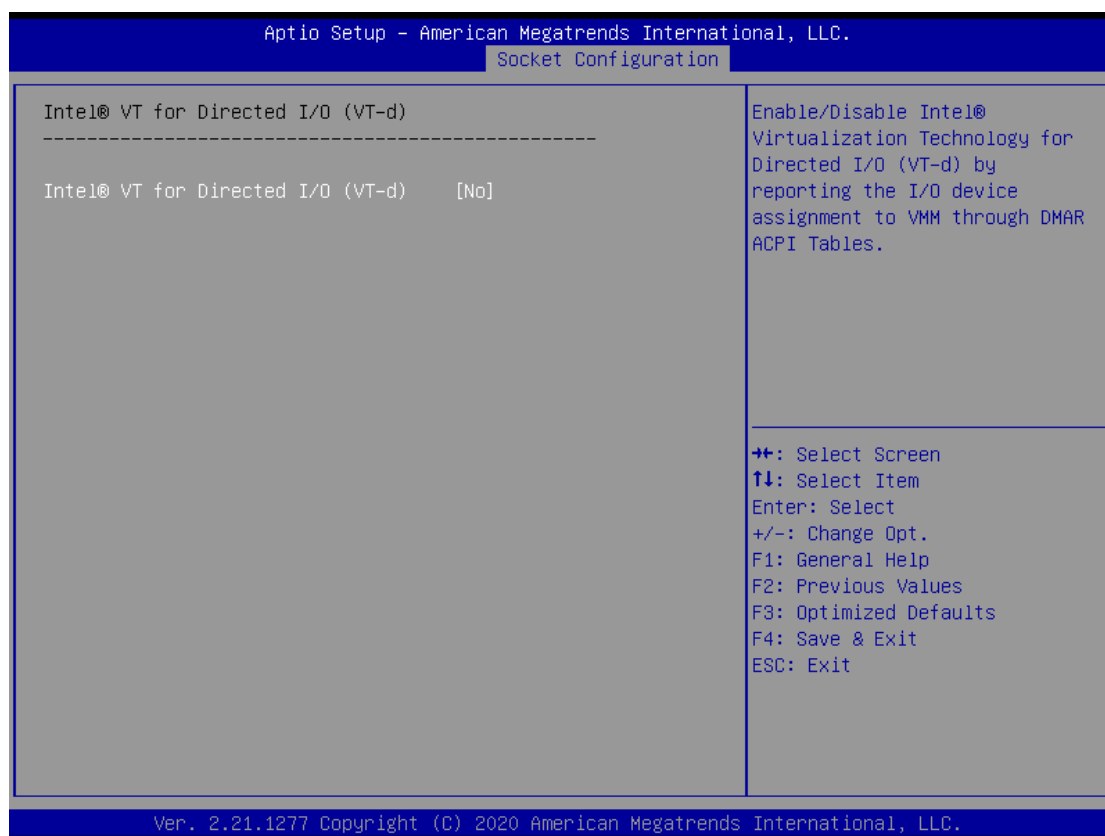 Aptio Setup – American Megatrends International, LLC.
Socket Configuration
Intel® VT for Directed I/O (VT-d)
--------------------------------------------------
Intel® VT for Directed I/O (VT-d) [No]
Enable/Disable Intel®
Virtualization Technology for
Directed I/O (VT-d) by
reporting the I/O device
assignment to VMM through DMAR
ACPI Tables.
→←: Select Screen
↑↓: Select Item
Enter: Select
+/-: Change Opt.
F1: General Help
F2: Previous Values
F3: Optimized Defaults
F4: Save & Exit
ESC: Exit
Ver. 2.21.1277 Copyright (C) 2020 American Megatrends International, LLC.